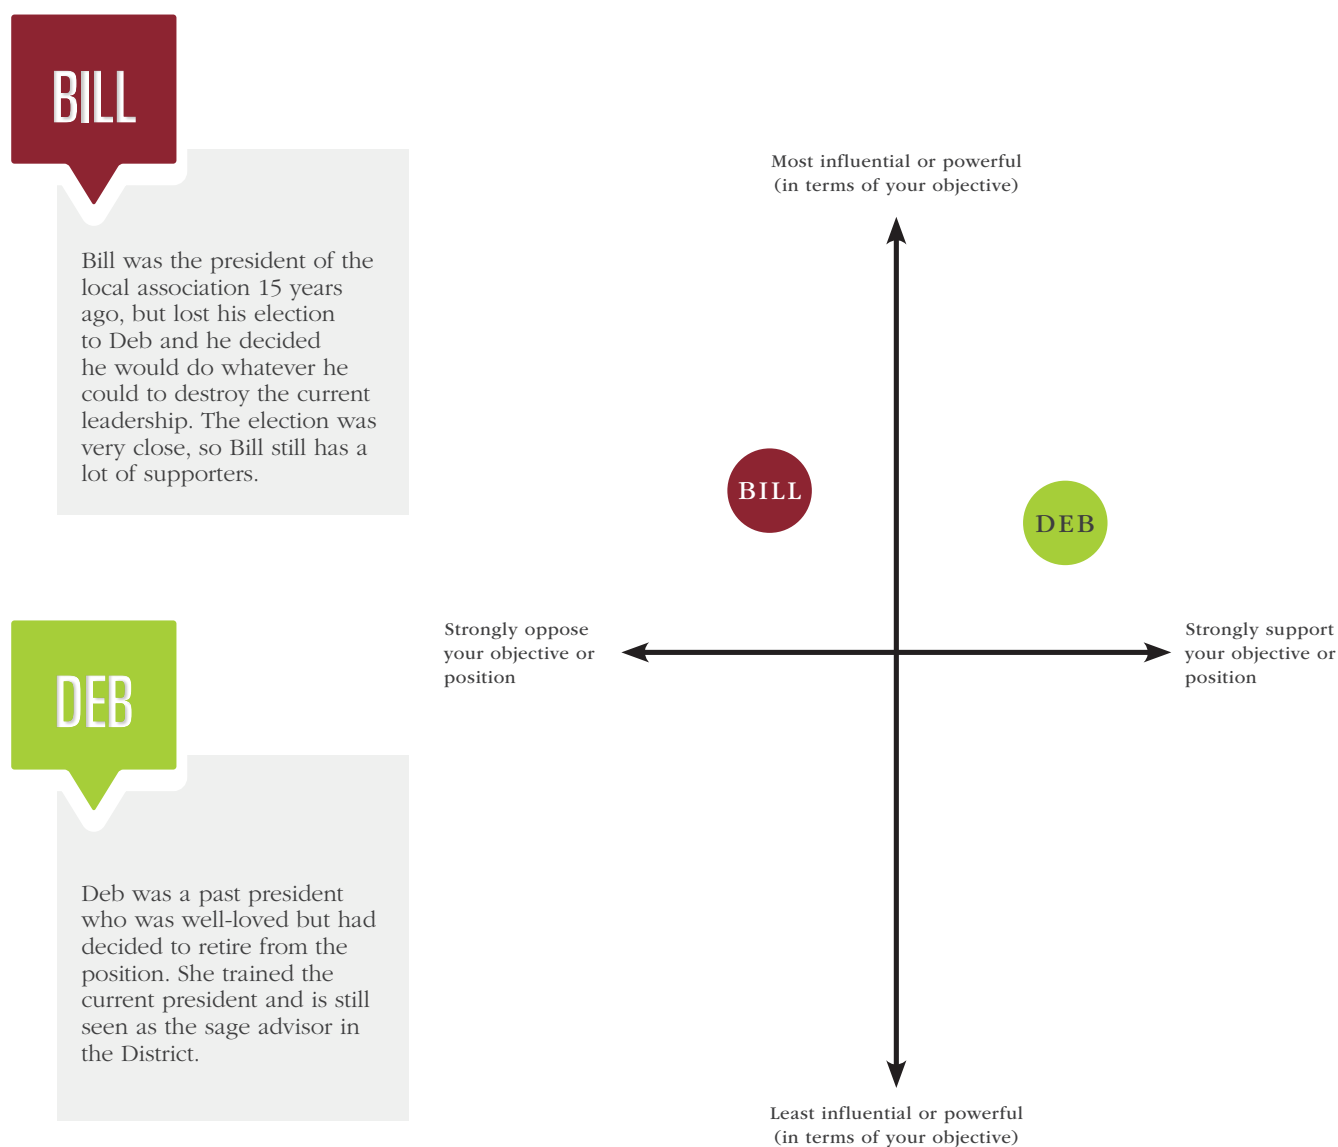 BILL
Bill was the president of the
local association 15 years
ago, but lost his election
to Deb and he decided
he would do whatever he
could to destroy the current
leadership. The election was
very close, so Bill still has a
lot of supporters.
DEB
Deb was a past president
who was well-loved but had
decided to retire from the
position. She trained the
current president and is still
seen as the sage advisor in
the District.
Most influential or powerful
(in terms of your objective)
BILL
DEB
Strongly oppose
your objective or
position
Strongly support
your objective or
position
Least influential or powerful
(in terms of your objective)